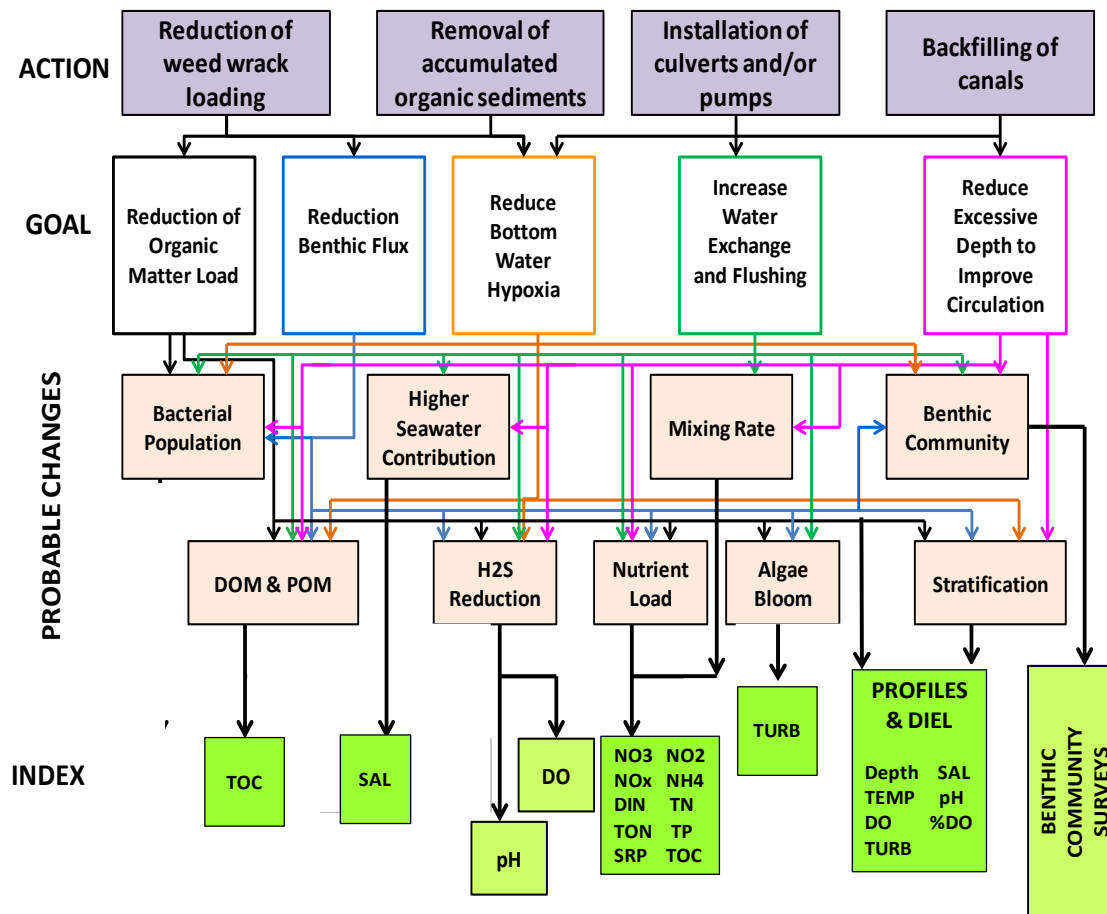 ACTION
Reduction of
weed wrack
loading
Removal of
accumulated
organic sediments
Installation of
culverts and/or
pumps
Backfilling of
canals
GOAL
Reduction of
Organic
Matter Load
Reduction
Benthic Flux
Reduce
Bottom
Water
Hypoxia
Increase
Water
Exchange
and Flushing
Reduce
Excessive
Depth to
Improve
Circulation
PROBABLE CHANGES
Bacterial
Population
Higher
Seawater
Contribution
Mixing Rate
Benthic
Community
DOM & POM
H2S
Reduction
Nutrient
Load
Algae
Bloom
Stratification
INDEX
TOC
SAL
pH
DO
NO3 NO2
NOx NH4
DIN TN
TON TP
SRP TOC
TURB
PROFILES
& DIEL
Depth SAL
TEMP pH
DO %DO
TURB
BENTHIC
COMMUNITY
SURVEYS